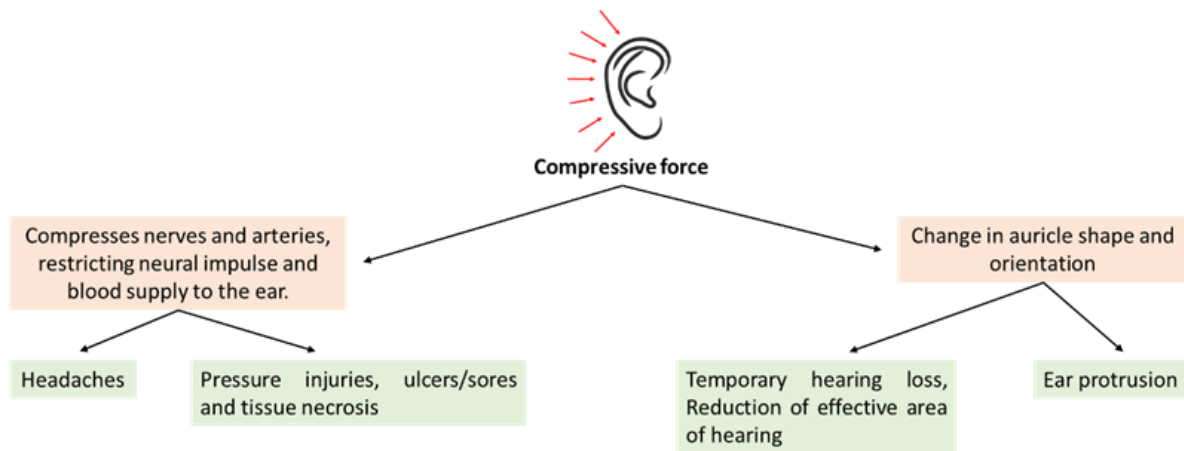 Compressive force
Compresses nerves and arteries,
restricting neural impulse and
blood supply to the ear.
Change in auricle shape and
orientation
Headaches
Pressure injuries, ulcers/sores
and tissue necrosis
Temporary hearing loss,
Reduction of effective area
of hearing
Ear protrusion